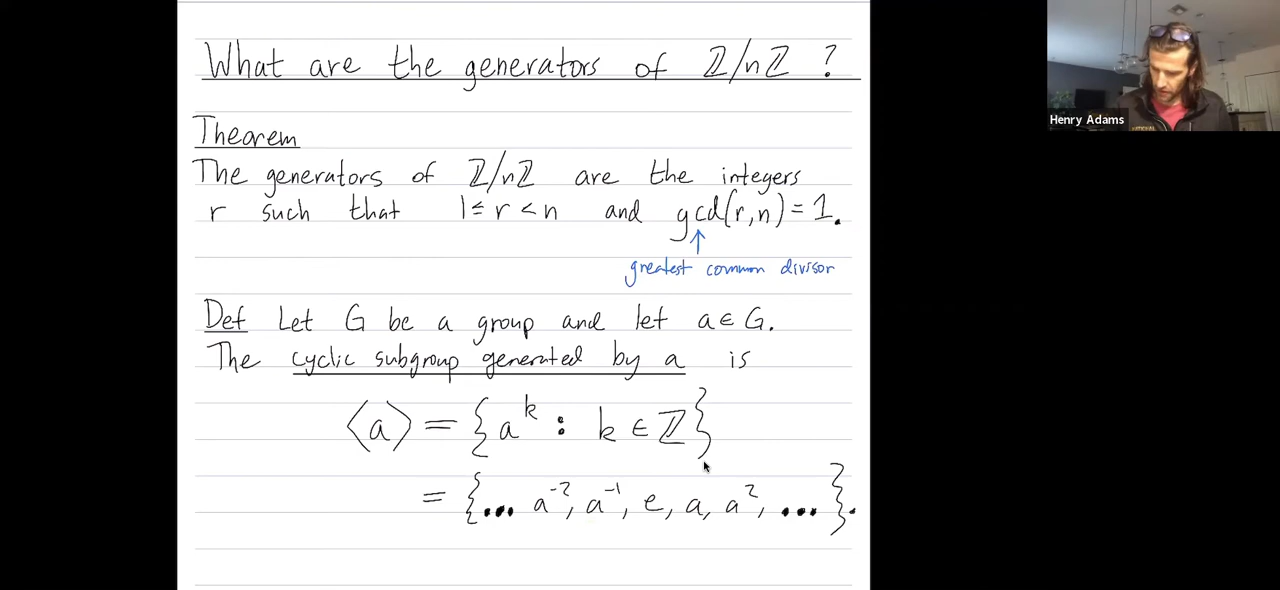 What are the generators of ℤ/nℤ ?
Theorem
The generators of ℤ/nℤ are the integers
r such that 1 ≤ r < n and gcd(r,n) = 1.
greatest common divisor
Def Let G be a group and let a ∈ G.
The cyclic subgroup generated by a is
⟨a⟩ = {a^k : k ∈ ℤ}
= {... a^-2, a^-1, e, a, a^2, ...}.
Henry Adams